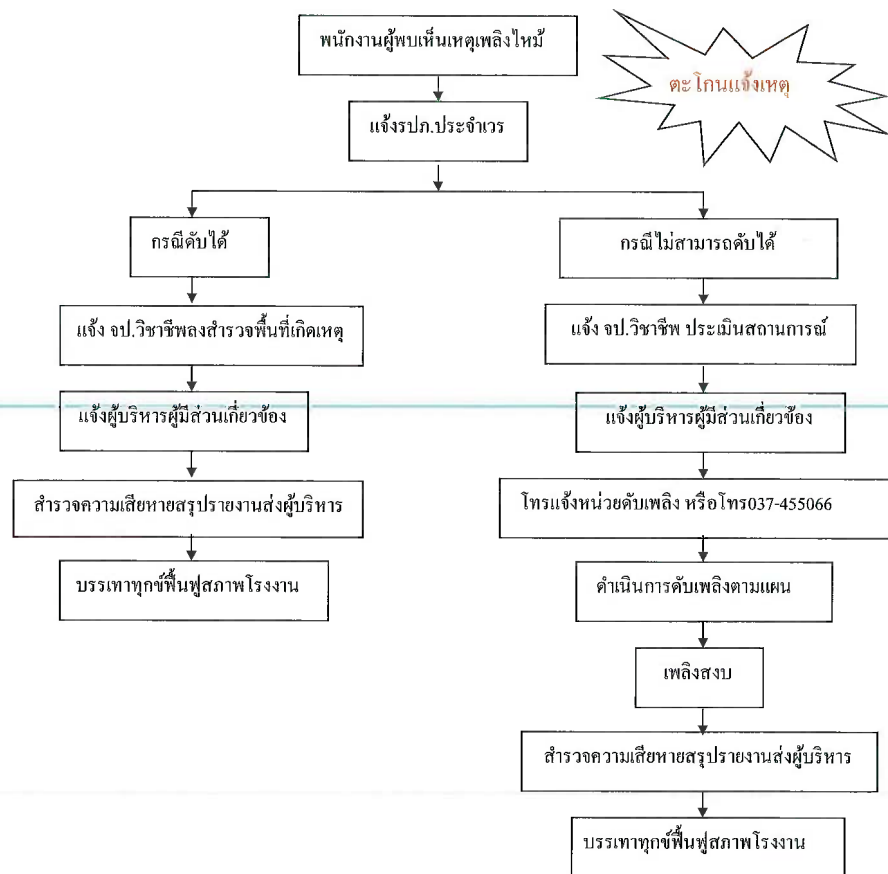 พนักงานผู้พบเห็นเหตุเพลิงไหม้
ตะโกนแจ้งเหตุ
แจ้งรปภ.ประจำเวร
กรณีดับได้
แจ้ง จป.วิชาชีพลงสำรวจพื้นที่เกิดเหตุ
แจ้งผู้บริหารผู้มีส่วนเกี่ยวข้อง
สำรวจความเสียหายสรุปรายงานส่งผู้บริหาร
บรรเทาทุกข์ฟื้นฟูสภาพโรงงาน
กรณีไม่สามารถดับได้
แจ้ง จป.วิชาชีพ ประเมินสถานการณ์
แจ้งผู้บริหารผู้มีส่วนเกี่ยวข้อง
โทรแจ้งหน่วยดับเพลิง หรือโทร037-455066
ดำเนินการดับเพลิงตามแผน
เพลิงสงบ
สำรวจความเสียหายสรุปรายงานส่งผู้บริหาร
บรรเทาทุกข์ฟื้นฟูสภาพโรงงาน